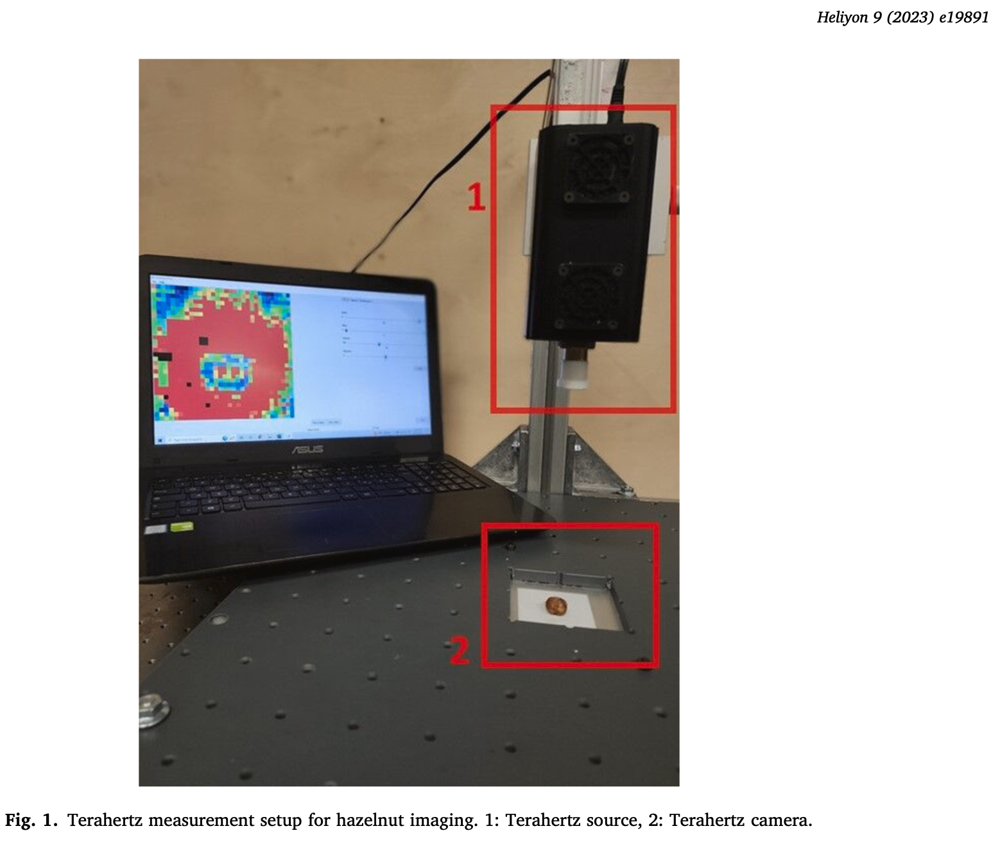 Heliyon 9 (2023) e19891
1
ASUS
2
Fig. 1. Terahertz measurement setup for hazelnut imaging. 1: Terahertz source, 2: Terahertz camera.